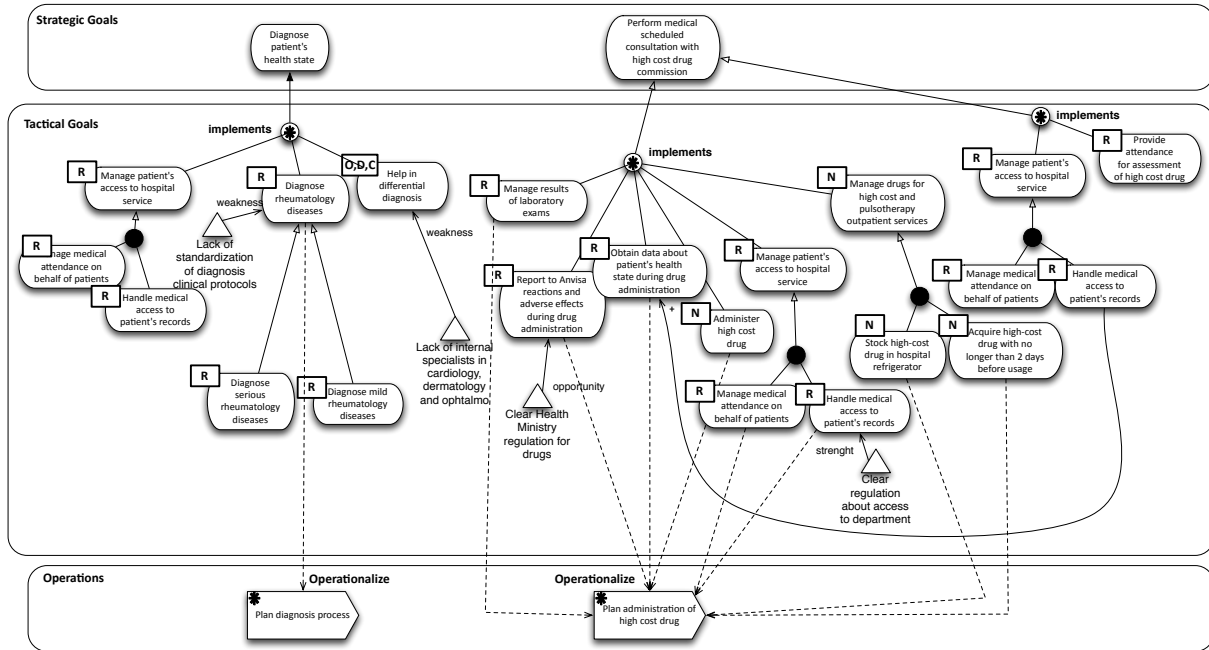 Strategic Goals
Diagnose
patient's
health state
Perform medical
scheduled
consultation with
high cost drug
commission
Tactical Goals
implements
R
Manage patient's
access to hospital
service
R
Diagnose
rheumatology
diseases
O,D,C
Help in
differential
diagnosis
weakness
Lack of
standardization
of diagnosis
clinical protocols
weakness
Lack of internal
specialists in
cardiology,
dermatology
and ophtalmo
R
Manage medical
attendance on
behalf of patients
R
Handle medical
access to
patient's records
R
Diagnose
serious
rheumatology
diseases
R
Diagnose mild
rheumatology
diseases
implements
R
Manage results
of laboratory
exams
R
Report to Anvisa
reactions and
adverse effects
during drug
administration
R
Obtain data about
patient's health
state during drug
administration
+
N
Administer
high cost
drug
R
Manage patient's
access to hospital
service
N
Manage drugs for
high cost and
pulsotherapy
outpatient services
opportunity
Clear Health
Ministry
regulation for
drugs
R
Manage medical
attendance on
behalf of patients
R
Handle medical
access to
patient's records
strenght
Clear
regulation
about access
to department
N
Stock high-cost
drug in hospital
refrigerator
N
Acquire high-cost
drug with no
longer than 2 days
before usage
implements
R
Manage patient's
access to hospital
service
R
Provide
attendance for
assessment of
high cost drug
R
Manage medical
attendance on
behalf of patients
R
Handle medical
access to
patient's records
Operations
Operationalize
Plan diagnosis process
Operationalize
Plan administration of
high cost drug